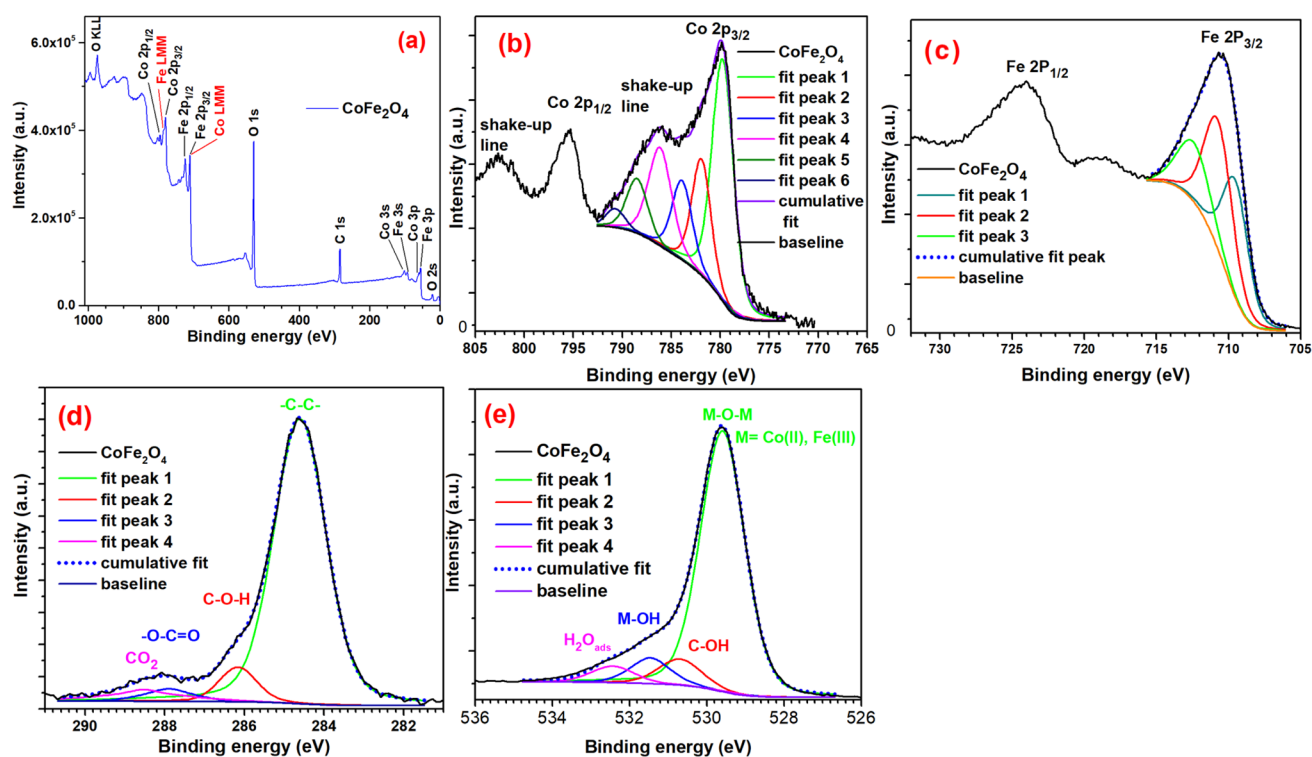 (a)
O KLL
Co 2p1/2
Fe LMM
Co 2p3/2
Fe 2p1/2
Fe 2p3/2
Co LMM
O 1s
C 1s
Co 3s
Fe 3s
Co 3p
Fe 3p
O 2s
CoFe2O4
6.0x10^5
4.0x10^5
2.0x10^5
0.0
Intensity (a.u.)
1000 800 600 400 200 0
Binding energy (eV)
(b)
Co 2p3/2
shake-up
line
Co 2p1/2
shake-up
line
CoFe2O4
fit peak 1
fit peak 2
fit peak 3
fit peak 4
fit peak 5
fit peak 6
cumulative
fit
baseline
Intensity (a.u.)
0
805 800 795 790 785 780 775 770 765
Binding energy (eV)
(c)
Fe 2P3/2
Fe 2P1/2
CoFe2O4
fit peak 1
fit peak 2
fit peak 3
cumulative fit peak
baseline
Intensity (a.u.)
0
730 725 720 715 710 705
Binding energy (eV)
(d)
-C-C-
CoFe2O4
fit peak 1
fit peak 2
fit peak 3
fit peak 4
cumulative fit
baseline
C-O-H
-O-C=O
CO2
Intensity (a.u.)
0
290 288 286 284 282
Binding energy (eV)
(e)
M-O-M
M= Co(II), Fe(III)
CoFe2O4
fit peak 1
fit peak 2
fit peak 3
fit peak 4
cumulative fit
baseline
M-OH
H2Oads
C-OH
Intensity (a.u.)
0
536 534 532 530 528 526
Binding energy (eV)